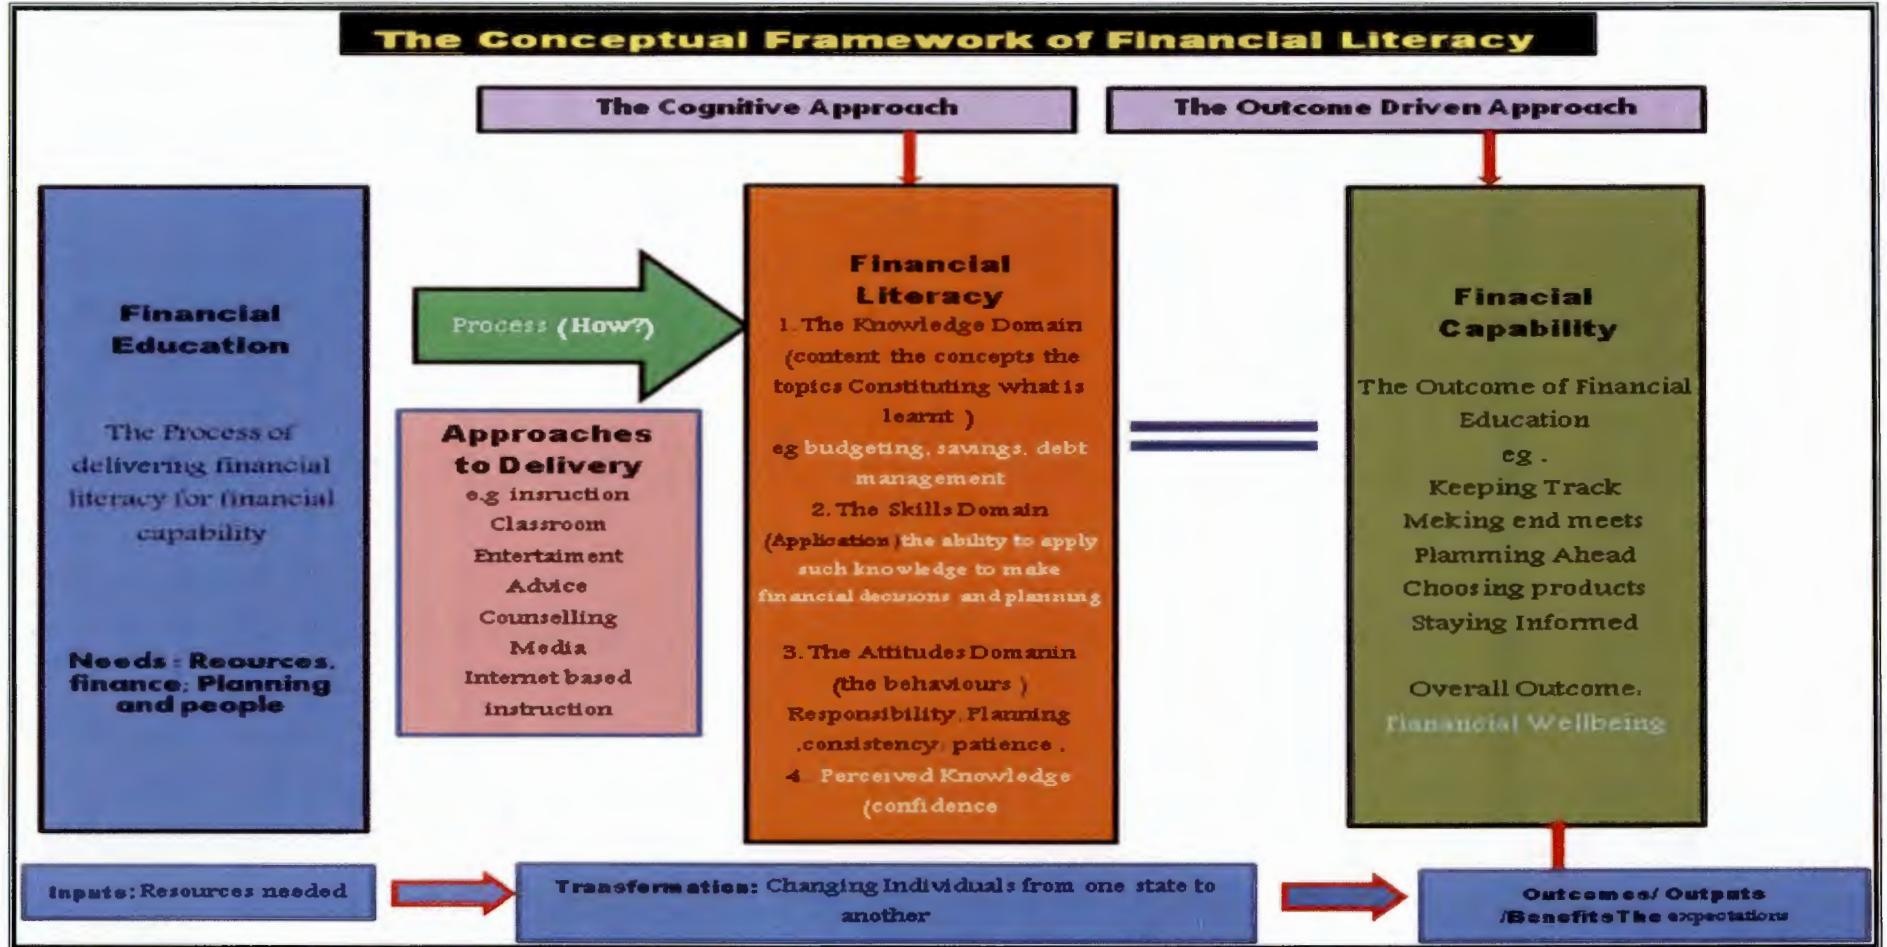 The Conceptual Framework of Financial Literacy
The Cognitive Approach
The Outcome Driven Approach
Financial
Education
The Process of
delivering financial
literacy for financial
capability
Needs : Reources,
finance; Planning
and people
Process (How?)
Approaches
to Delivery
e.g insruction
Classroom
Entertaiment
Advice
Counselling
Media
Internet based
instruction
Financial
Literacy
1. The Knowledge Domain
(content the concepts the
topics Constituting what is
learnt )
eg budgeting, savings, debt
management
2. The Skills Domain
(Application )the ability to apply
such knowledge to make
financial decisions and planning
3. The Attitudes Domanin
(the behaviours )
Responsibility, Planning
,consistency, patience .
4. Perceived Knowledge
(confidence
Finacial
Capability
The Outcome of Financial
Education
eg .
Keeping Track
Meking end meets
Plamming Ahead
Choosing products
Staying Informed
Overall Outcome:
Finanancial Wellbeing
Inputs: Resources needed
Transformation: Changing Individuals from one state to
another
Outcomes/ Outputs
/Benefits The expectations